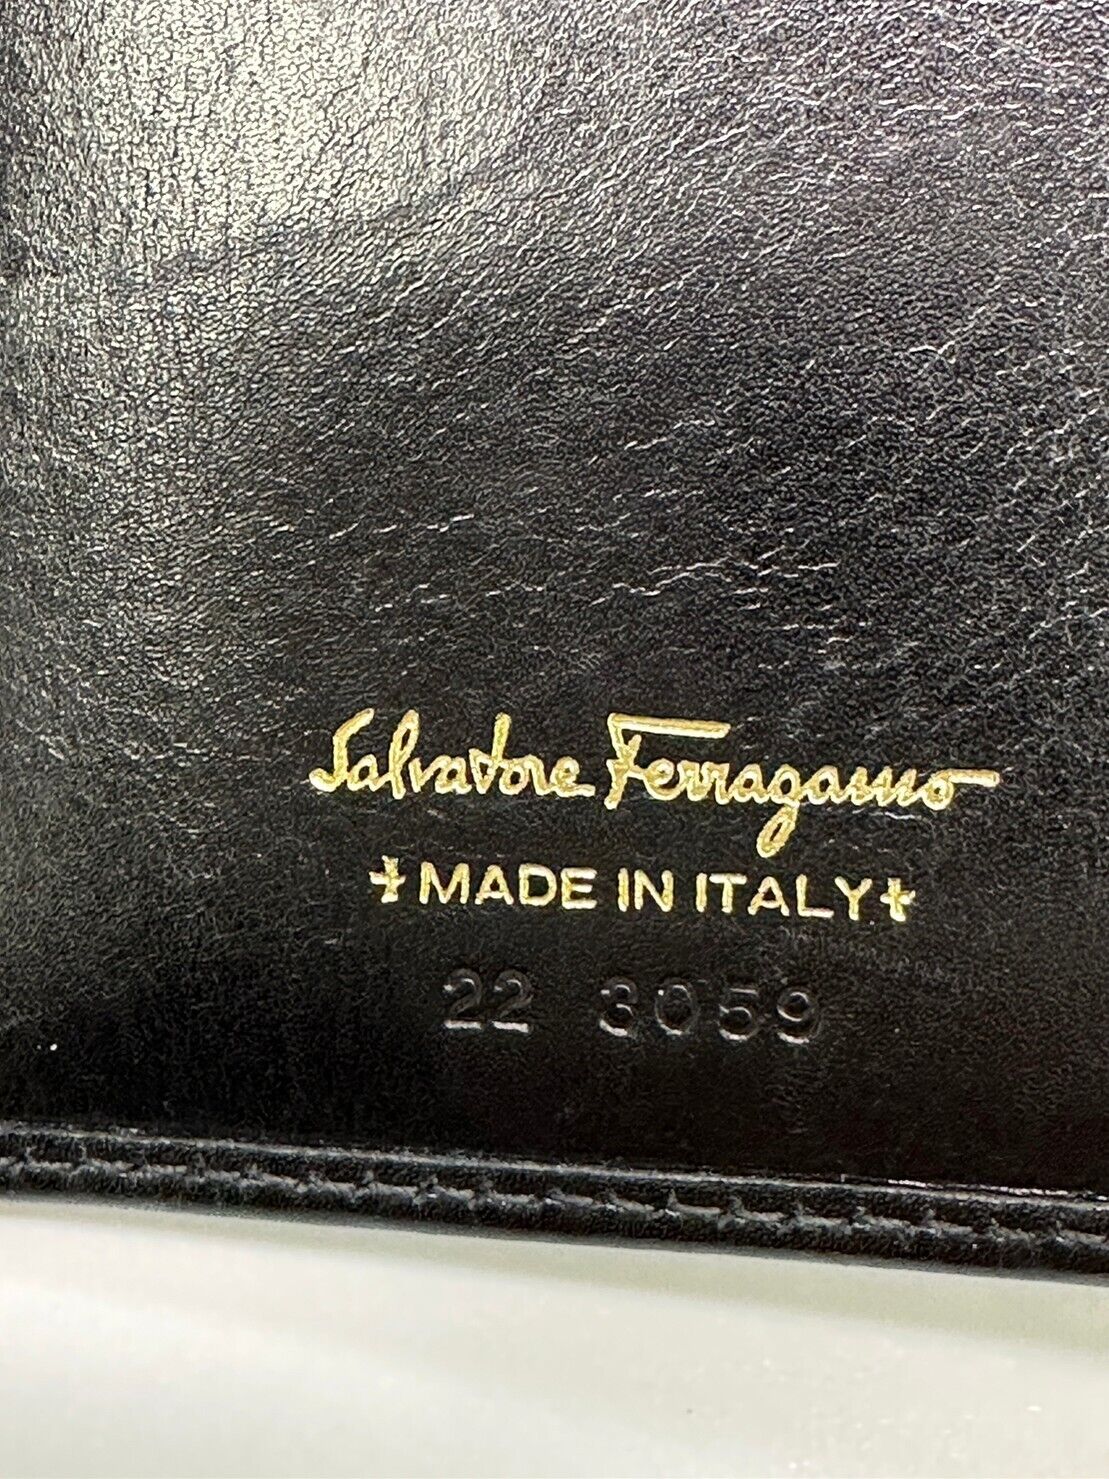 Salvatore Ferragamo
MADE IN ITALY
22 3059